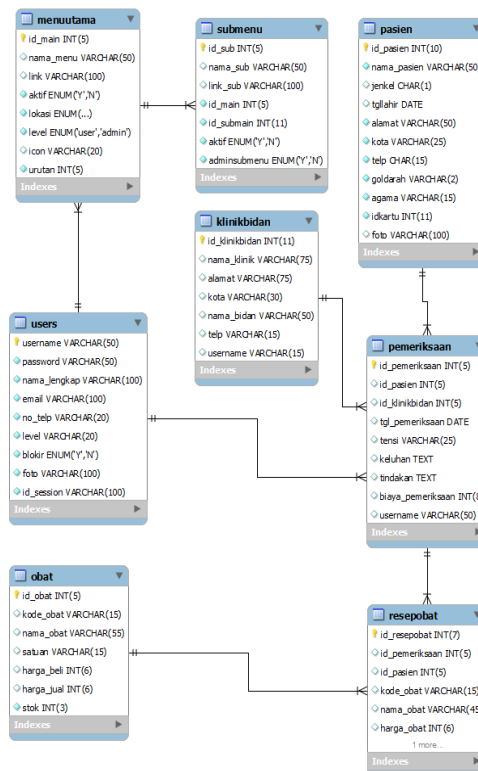 menuutama
id_main INT(5)
nama_menu VARCHAR(50)
link VARCHAR(100)
aktif ENUM('Y','N')
lokasi ENUM(...)
level ENUM('user','admin')
icon VARCHAR(20)
urutan INT(5)
Indexes
submenu
id_sub INT(5)
nama_sub VARCHAR(50)
link_sub VARCHAR(100)
id_main INT(5)
id_submain INT(11)
aktif ENUM('Y','N')
adminsubmenu ENUM('Y','N')
Indexes
pasien
id_pasien INT(10)
nama_pasien VARCHAR(50)
jenkel CHAR(1)
tgllahir DATE
alamat VARCHAR(50)
kota VARCHAR(25)
telp CHAR(15)
goldarah VARCHAR(2)
agama VARCHAR(15)
idkartu INT(11)
foto VARCHAR(100)
Indexes
klinikbidan
id_klinikbidan INT(11)
nama_klinik VARCHAR(75)
alamat VARCHAR(75)
kota VARCHAR(30)
nama_bidan VARCHAR(50)
telp VARCHAR(15)
username VARCHAR(15)
Indexes
users
username VARCHAR(50)
password VARCHAR(50)
nama_lengkap VARCHAR(100)
email VARCHAR(100)
no_telp VARCHAR(20)
level VARCHAR(20)
blokir ENUM('Y','N')
foto VARCHAR(100)
id_session VARCHAR(100)
Indexes
pemeriksaan
id_pemeriksaan INT(5)
id_pasien INT(5)
id_klinikbidan INT(5)
tgl_pemeriksaan DATE
tensi VARCHAR(25)
keluhan TEXT
tindakan TEXT
biaya_pemeriksaan INT(
username VARCHAR(50)
Indexes
obat
id_obat INT(5)
kode_obat VARCHAR(15)
nama_obat VARCHAR(55)
satuan VARCHAR(15)
harga_beli INT(6)
harga_jual INT(6)
stok INT(3)
Indexes
resepobat
id_resepobat INT(7)
id_pemeriksaan INT(5)
id_pasien INT(5)
kode_obat VARCHAR(15)
nama_obat VARCHAR(45
harga_obat INT(6)
1 more...
Indexes